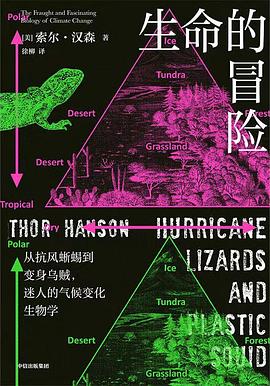 Polar
The Fraught and Fascinating
Biology of Climate Change
[美] 索尔·汉森
徐柳 译
生命的
冒险
Ice
Tundra
Desert
Grassland
Desert
Forest
Tropical
Dry
THOR HANSON
HURRICANE
LIZARDS
AND
PLASTIC
SQUID
Polar
从抗风蜥蜴到
变身乌贼，
迷人的气候变化
生物学
Ice
Tundra
Desert
Grassland
Desert
Forest
中信出版集团